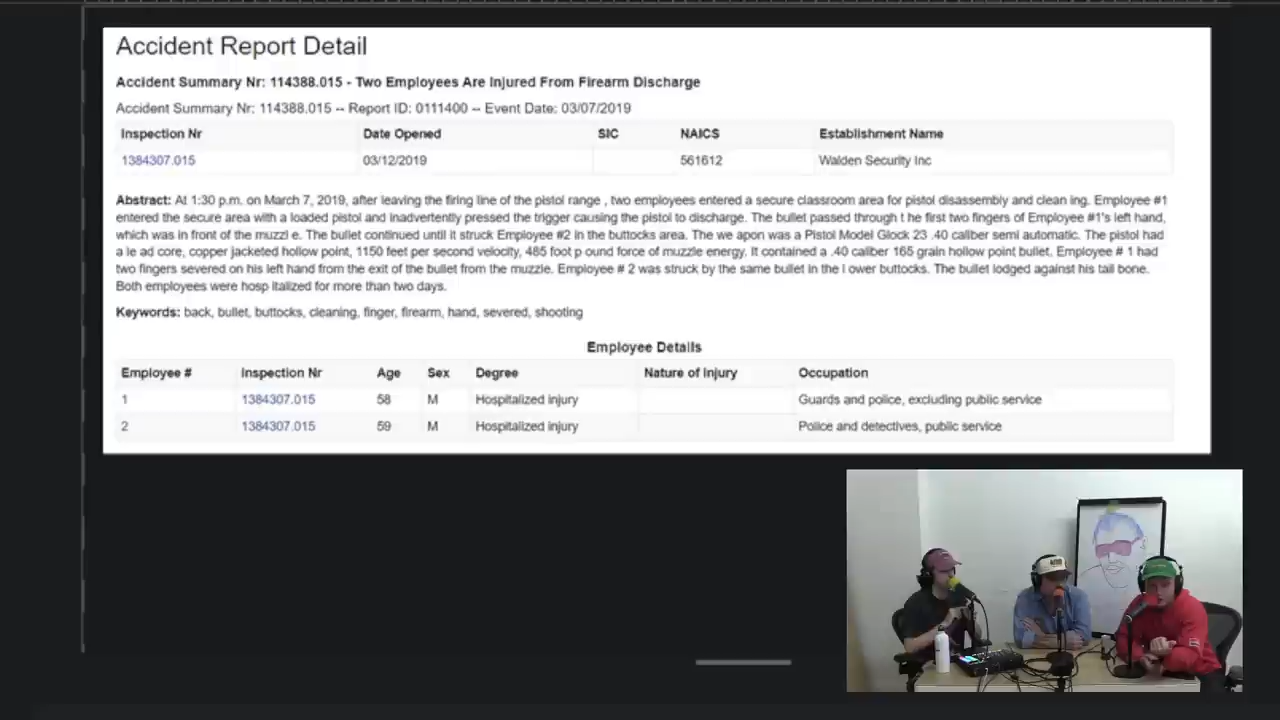 Accident Report Detail
Accident Summary Nr: 114388.015 - Two Employees Are Injured From Firearm Discharge
Accident Summary Nr: 114388.015 -- Report ID: 0111400 -- Event Date: 03/07/2019
Inspection Nr Date Opened SIC NAICS Establishment Name
1384307.015 03/12/2019 561612 Walden Security Inc
Abstract: At 1:30 p.m. on March 7, 2019, after leaving the firing line of the pistol range , two employees entered a secure classroom area for pistol disassembly and clean ing. Employee #1
entered the secure area with a loaded pistol and inadvertently pressed the trigger causing the pistol to discharge. The bullet passed through t he first two fingers of Employee #1's left hand,
which was in front of the muzzl e. The bullet continued until it struck Employee #2 in the buttocks area. The we apon was a Pistol Model Glock 23 .40 caliber semi automatic. The pistol had
a le ad core, copper jacketed hollow point, 1150 feet per second velocity, 485 foot p ound force of muzzle energy. It contained a .40 caliber 165 grain hollow point bullet. Employee # 1 had
two fingers severed on his left hand from the exit of the bullet from the muzzle. Employee # 2 was struck by the same bullet in the l ower buttocks. The bullet lodged against his tail bone.
Both employees were hosp italized for more than two days.
Keywords: back, bullet, buttocks, cleaning, finger, firearm, hand, severed, shooting
Employee Details
Employee # Inspection Nr Age Sex Degree Nature of Injury Occupation
1 1384307.015 58 M Hospitalized injury Guards and police, excluding public service
2 1384307.015 59 M Hospitalized injury Police and detectives, public service